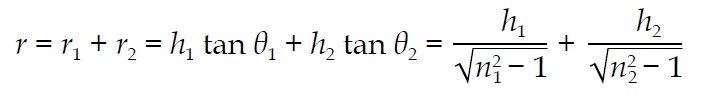 r = r₁ + r₂ = h₁ tan θ₁ + h₂ tan θ₂ = h₁/√(n₁² − 1) + h₂/√(n₂² − 1)